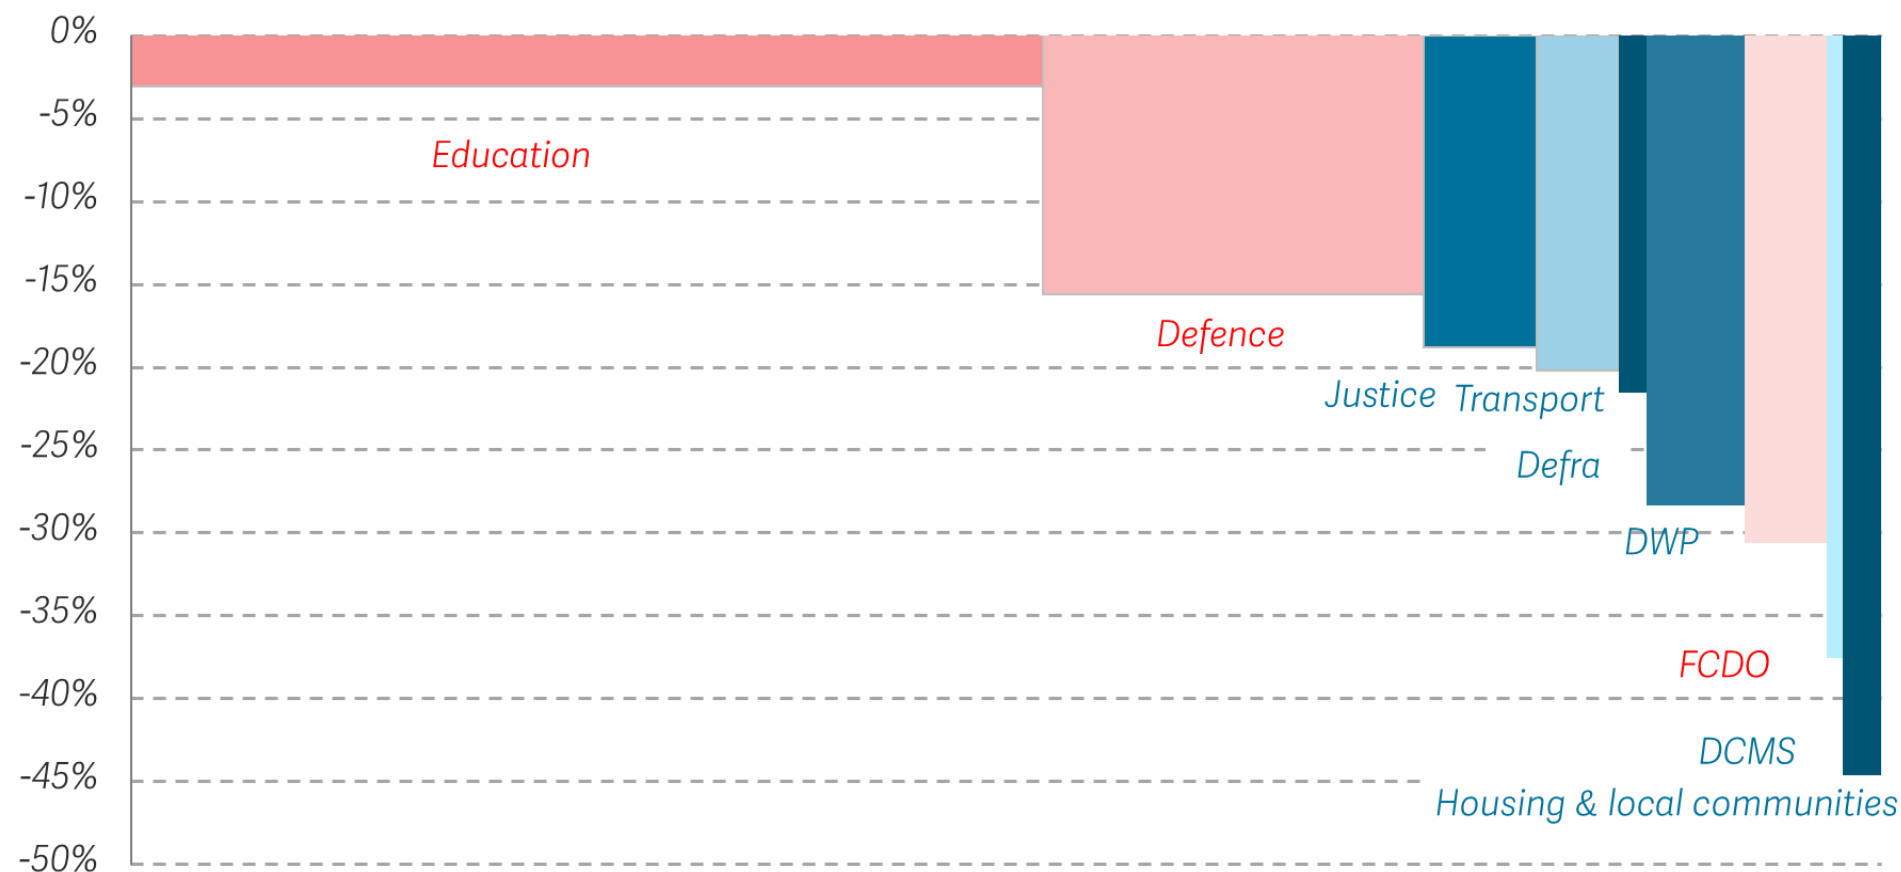 0%
-5%
-10%
-15%
-20%
-25%
-30%
-35%
-40%
-45%
-50%
Education
Defence
Justice
Transport
Defra
DWP
FCDO
DCMS
Housing & local communities